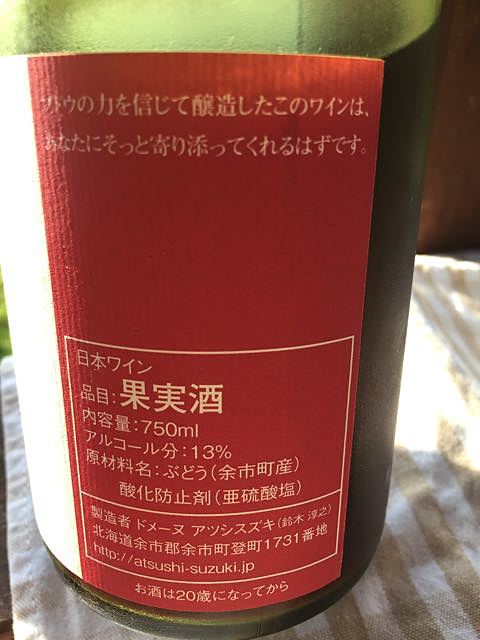 ブドウの力を信じて醸造したこのワインは、
あなたにそっと寄り添ってくれるはずです。
日本ワイン
品目:果実酒
内容量:750ml
アルコール分:13%
原材料名:ぶどう(余市町産)
酸化防止剤(亜硫酸塩)
製造者 ドメーヌ アツシスズキ(鈴木 淳之)
北海道余市郡余市町登町1731番地
http://atsushi-suzuki.jp
お酒は20歳になってから